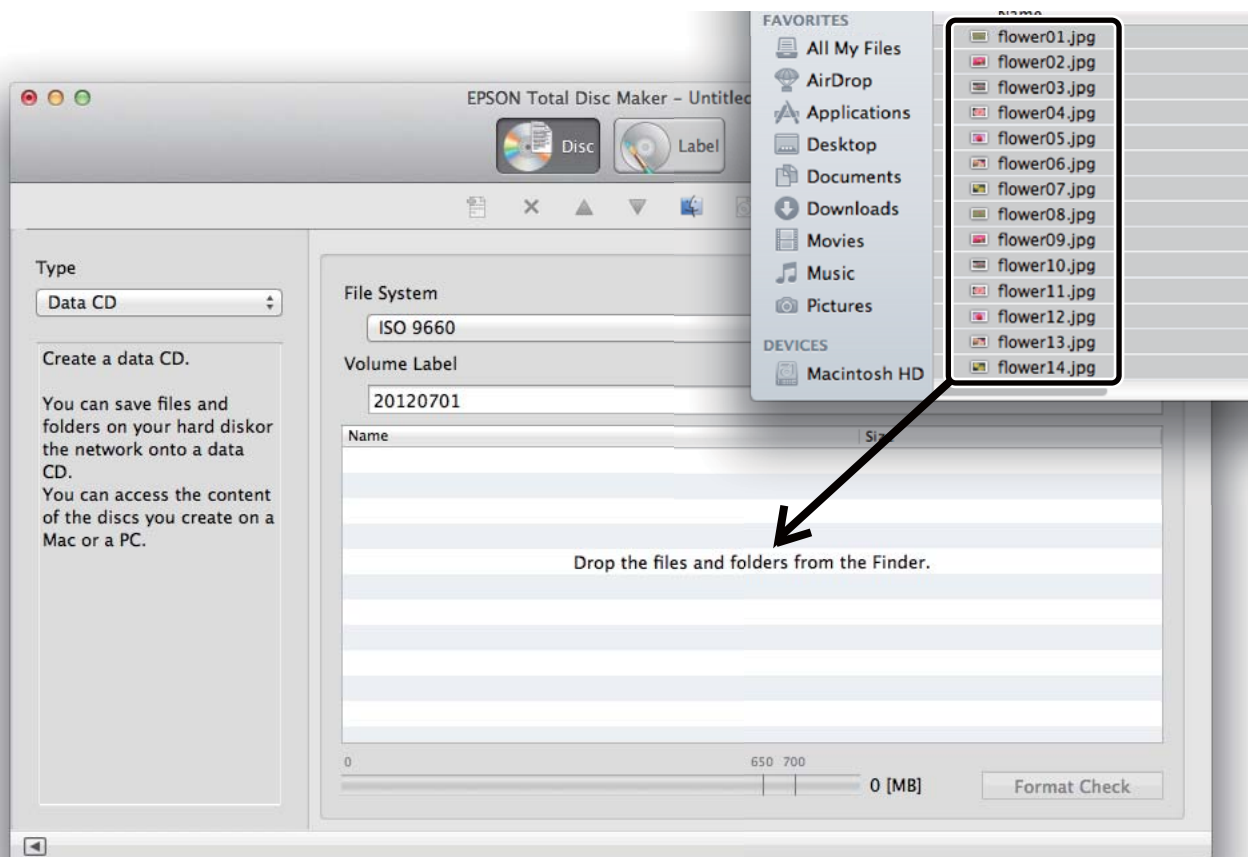 FAVORITES
All My Files
AirDrop
Applications
Desktop
Documents
Downloads
Movies
Music
Pictures
DEVICES
Macintosh HD
Name
flower01.jpg
flower02.jpg
flower03.jpg
flower04.jpg
flower05.jpg
flower06.jpg
flower07.jpg
flower08.jpg
flower09.jpg
flower10.jpg
flower11.jpg
flower12.jpg
flower13.jpg
flower14.jpg
EPSON Total Disc Maker – Untitled
Disc
Label
Type
Data CD
Create a data CD.
You can save files and
folders on your hard diskor
the network onto a data
CD.
You can access the content
of the discs you create on a
Mac or a PC.
File System
ISO 9660
Volume Label
20120701
Name
Size
Drop the files and folders from the Finder.
0
650 700
0 [MB]
Format Check